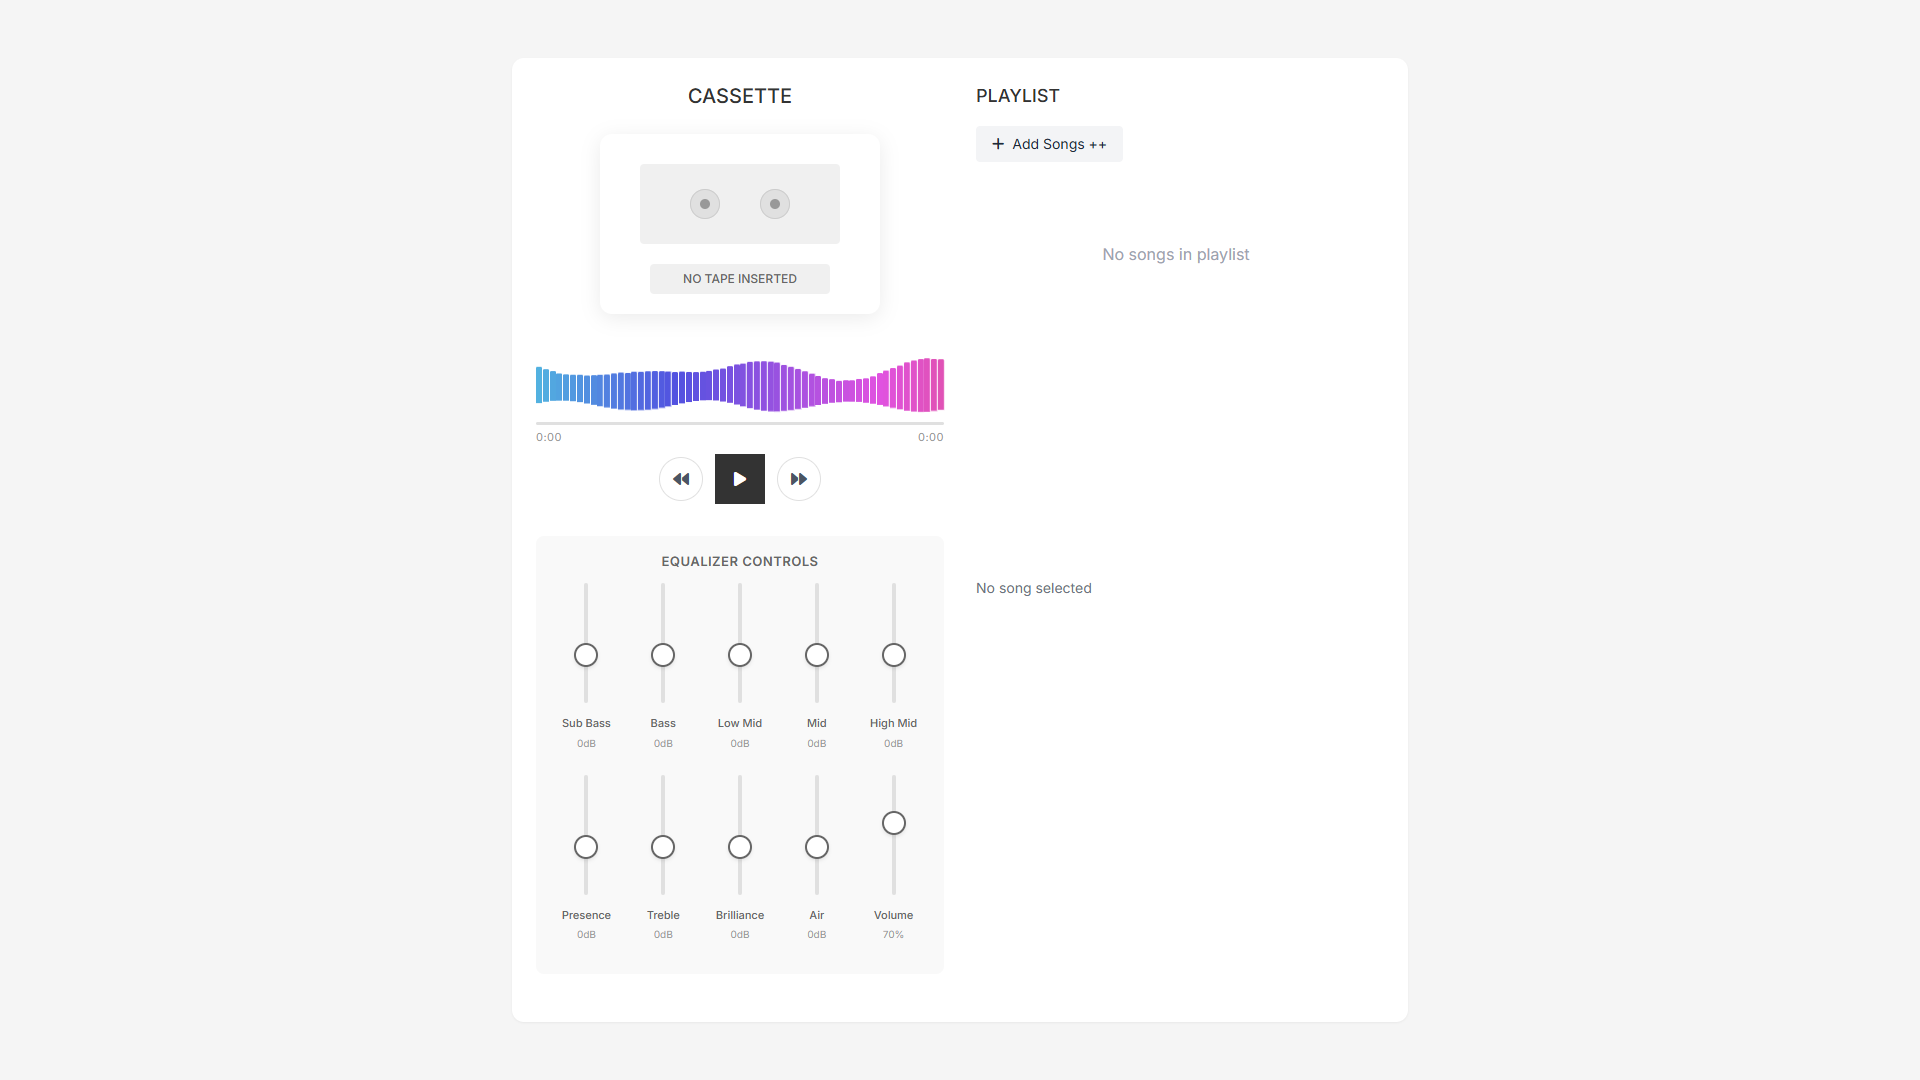 CASSETTE
NO TAPE INSERTED
0:00 0:00
EQUALIZER CONTROLS
Sub Bass Bass Low Mid Mid High Mid
0dB 0dB 0dB 0dB 0dB
Presence Treble Brilliance Air Volume
0dB 0dB 0dB 0dB 70%
PLAYLIST
Add Songs ++
No songs in playlist
No song selected